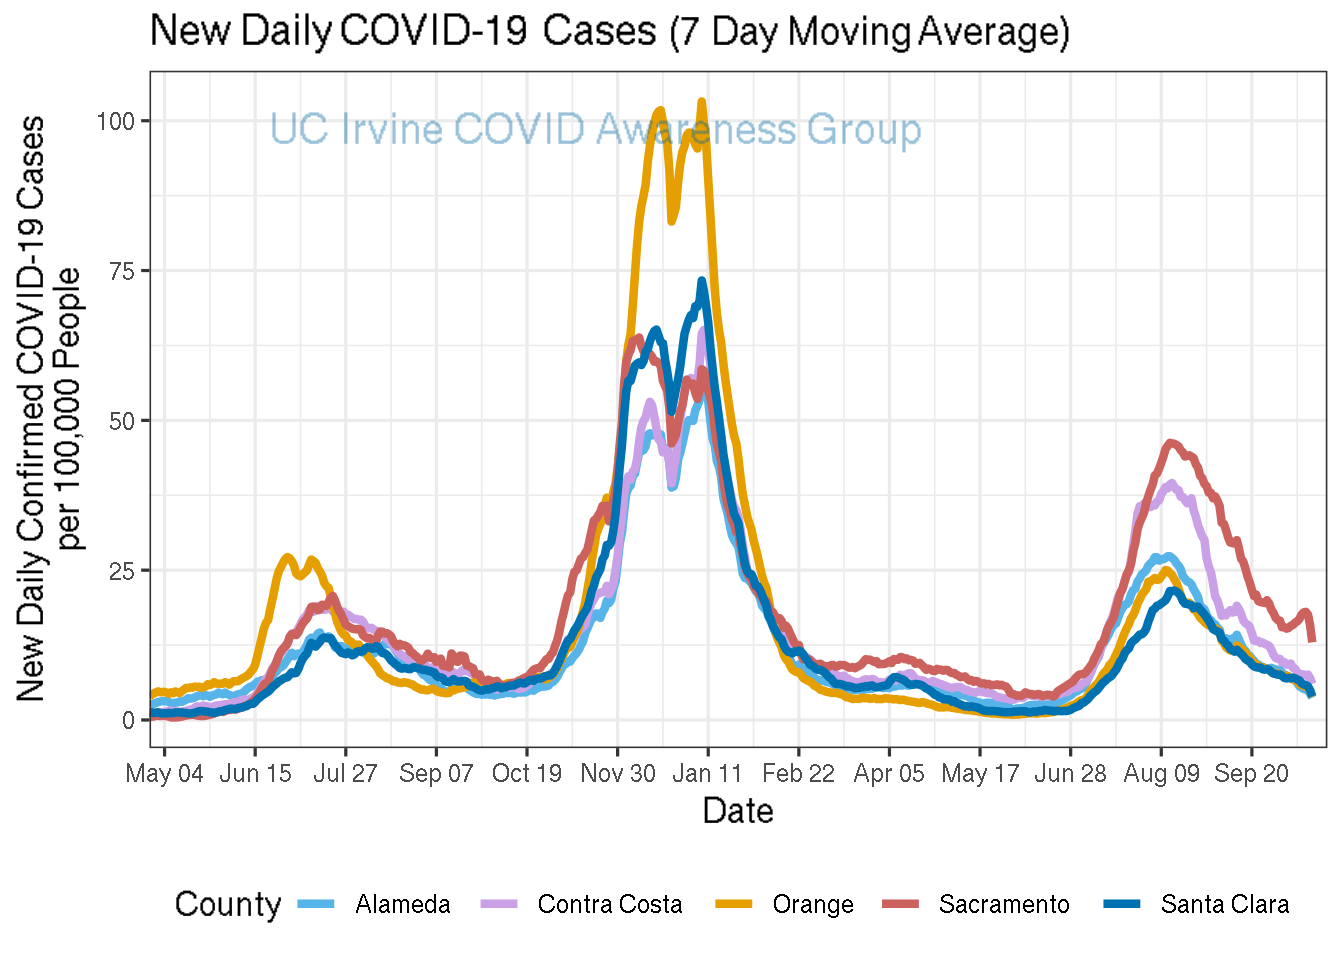 New Daily COVID-19 Cases (7 Day Moving Average)
UC Irvine COVID Awareness Group
New Daily Confirmed COVID-19 Cases
per 100,000 People
100
75
50
25
0
May 04 Jun 15 Jul 27 Sep 07 Oct 19 Nov 30 Jan 11 Feb 22 Apr 05 May 17 Jun 28 Aug 09 Sep 20
Date
County Alameda Contra Costa Orange Sacramento Santa Clara